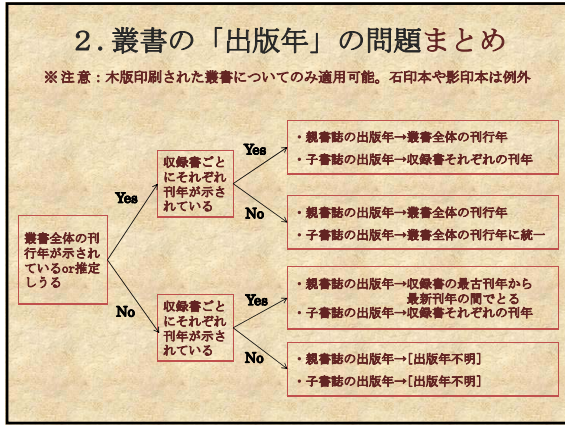 ２．叢書の「出版年」の問題まとめ
※注意：木版印刷された叢書についてのみ適用可能。石印本や影印本は例外
叢書全体の刊
行年が示され
ているor推定
しうる
Yes
No
収録書ごと
にそれぞれ
刊年が示さ
れている
Yes
No
・親書誌の出版年→叢書全体の刊行年
・子書誌の出版年→収録書それぞれの刊年
・親書誌の出版年→叢書全体の刊行年
・子書誌の出版年→叢書全体の刊行年に統一
収録書ごと
にそれぞれ
刊年が示さ
れている
Yes
No
・親書誌の出版年→収録書の最古刊年から
最新刊年の間でとる
・子書誌の出版年→収録書それぞれの刊年
・親書誌の出版年→[出版年不明]
・子書誌の出版年→[出版年不明]